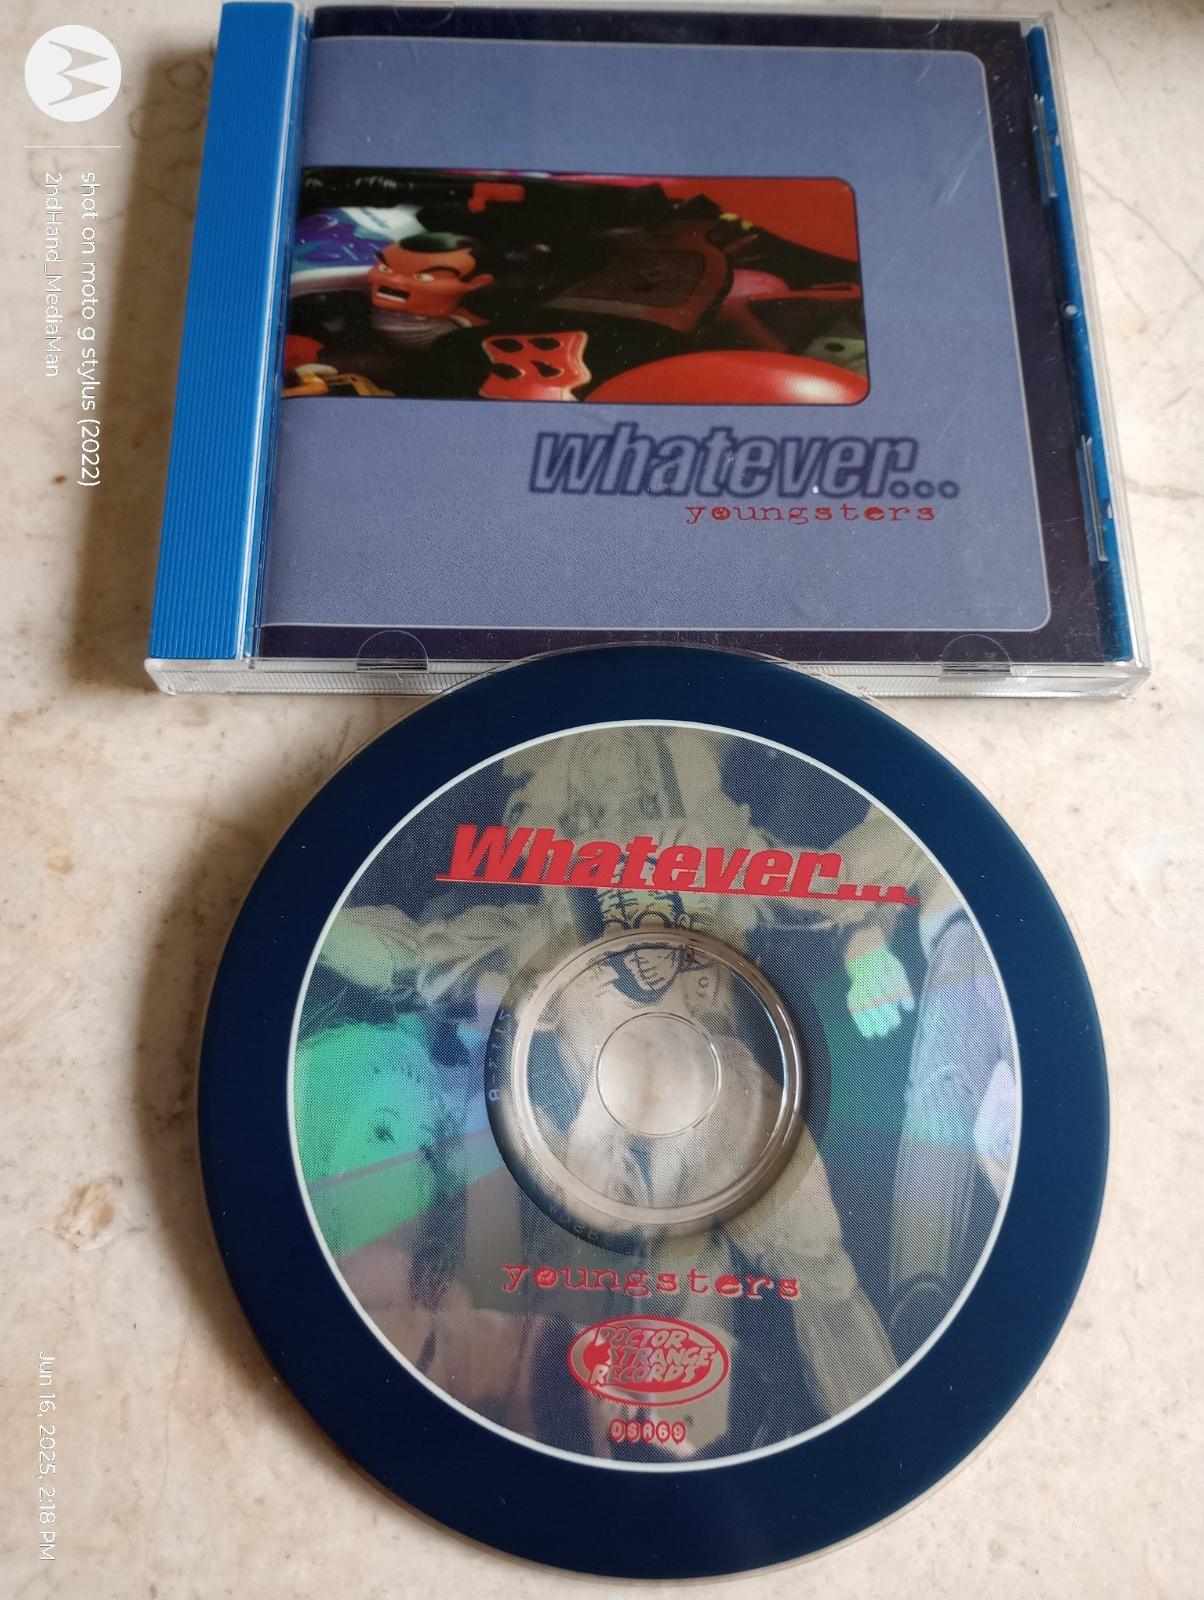 whatever...
youngsters
Whatever...
youngsters
DOCTOR
STRANGE
RECORDS
DSR69
shot on moto g stylus (2022)
2ndHand_MediaMan
Jun 16, 2025, 2:18 PM